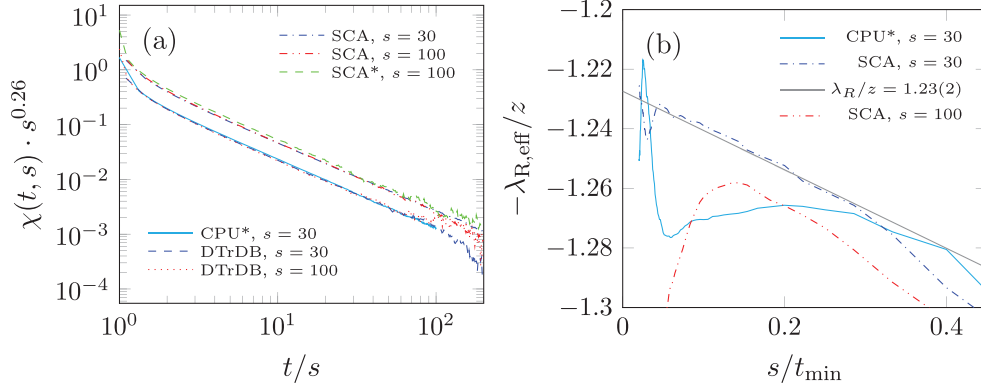 (a)
SCA, s = 30
SCA, s = 100
SCA*, s = 100
CPU*, s = 30
DTrDB, s = 30
DTrDB, s = 100
χ(t, s) · s^0.26
10^1
10^0
10^−1
10^−2
10^−3
10^−4
10^0
10^1
10^2
t/s
(b)
CPU*, s = 30
SCA, s = 30
λ_R/z = 1.23(2)
SCA, s = 100
−λ_R,eff/z
−1.2
−1.22
−1.24
−1.26
−1.28
−1.3
0
0.2
0.4
s/t_min